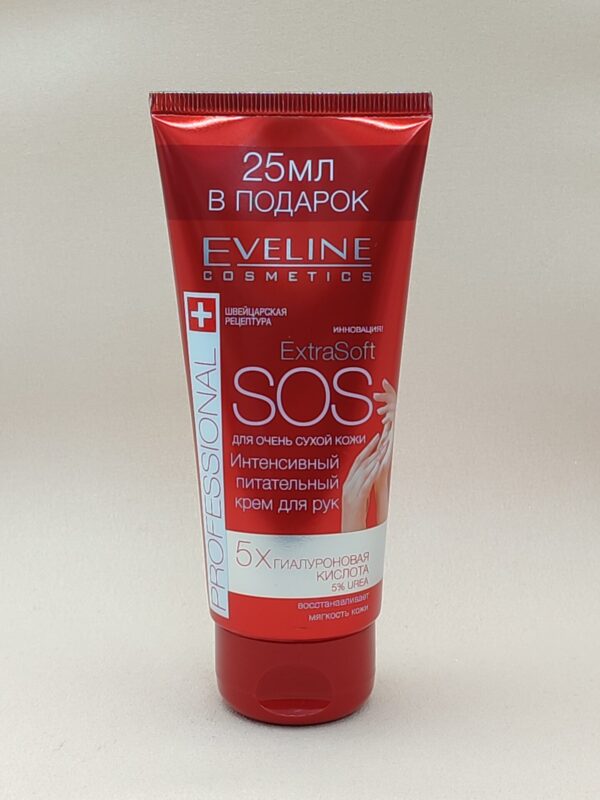 25МЛ
В ПОДАРОК
EVELINE
COSMETICS
ШВЕЙЦАРСКАЯ
РЕЦЕПТУРА
ИННОВАЦИЯ!
ExtraSoft
SOS
ДЛЯ ОЧЕНЬ СУХОЙ КОЖИ
Интенсивный
питательный
крем для рук
PROFESSIONAL
5X ГИАЛУРОНОВАЯ
КИСЛОТА
5% UREA
восстанавливает
мягкость кожи